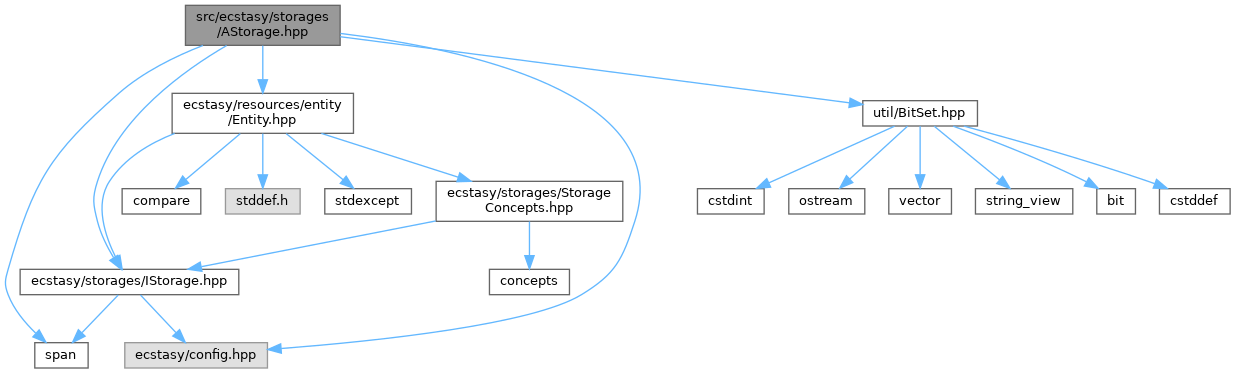 src/ecstasy/storages
/AStorage.hpp
ecstasy/resources/entity
/Entity.hpp
util/BitSet.hpp
compare
stddef.h
stdexcept
ecstasy/storages/Storage
Concepts.hpp
cstdint
ostream
vector
string_view
bit
cstddef
ecstasy/storages/IStorage.hpp
concepts
span
ecstasy/config.hpp